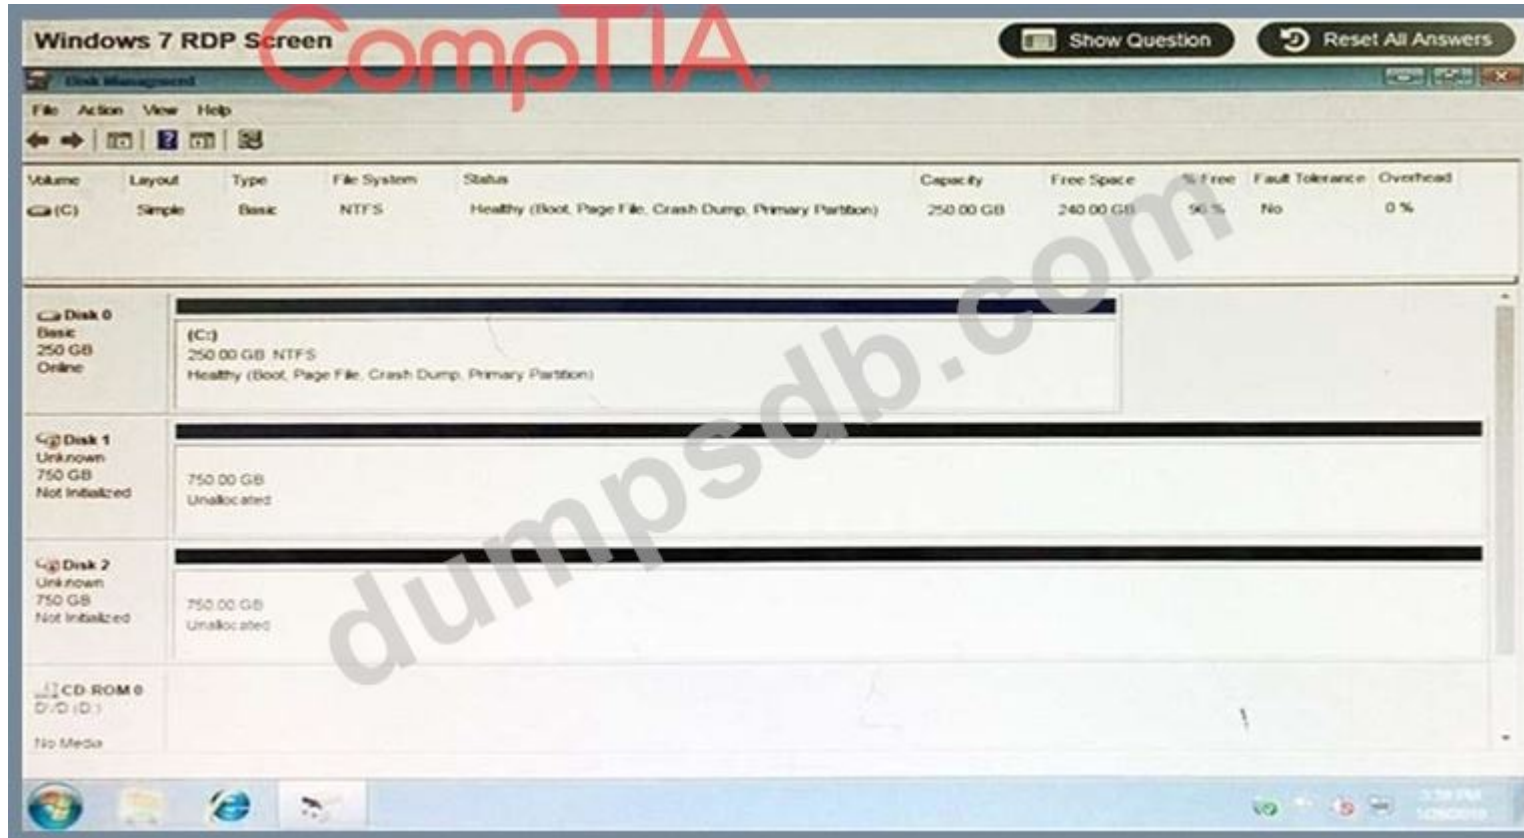 Windows 7 RDP Screen
CompTIA.
Show Question
Reset All Answers
Disk Managment
File Action View Help
Volume Layout Type File System Status Capacity Free Space % Free Fault Tolerance Overhead
(C) Simple Basic NTFS Healthy (Boot, Page File, Crash Dump, Primary Partition) 250.00 GB 240.00 GB 96 % No 0 %
Disk 0
Basic
250 GB
Online
(C:)
250.00 GB NTFS
Healthy (Boot, Page File, Crash Dump, Primary Partition)
Disk 1
Unknown
750 GB
Not Initialized
750.00 GB
Unallocated
Disk 2
Unknown
750 GB
Not Initialized
750.00 GB
Unallocated
CD-ROM 0
DVD (D:)
No Media
dumpsdb.com